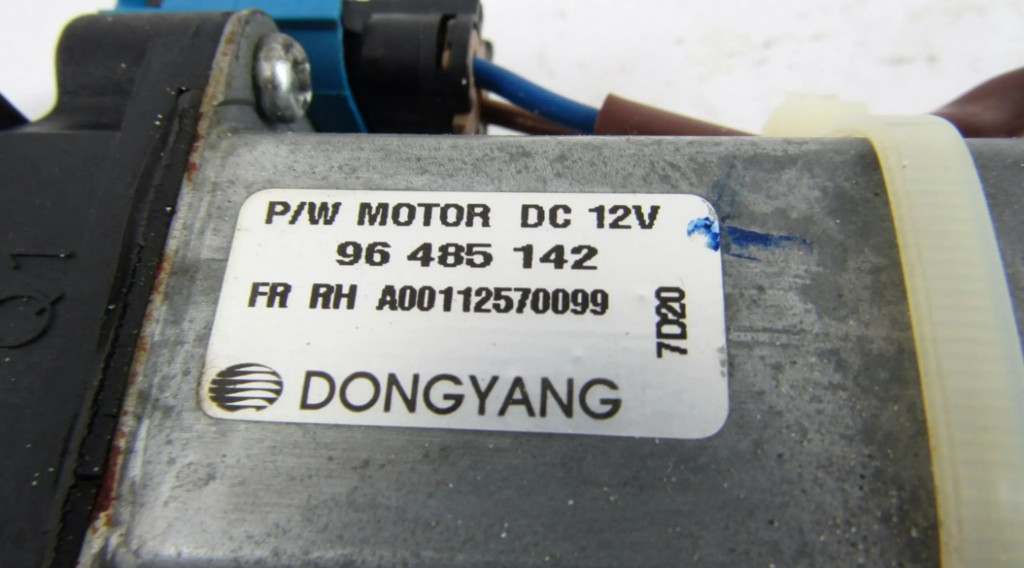 P/W MOTOR DC 12V
96 485 142
FR RH A00112570099
7D20
DONGYANG